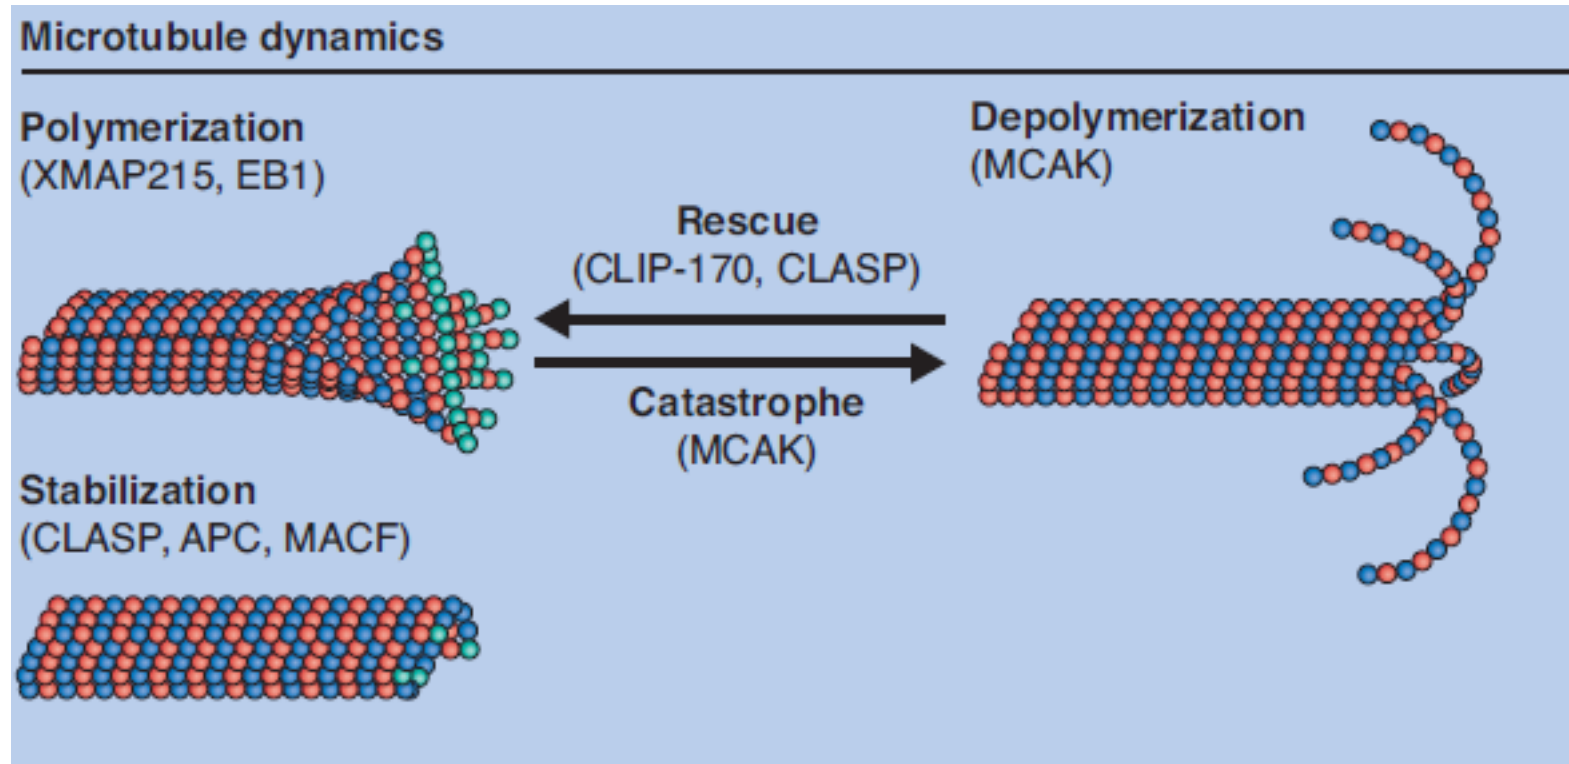 Microtubule dynamics
Polymerization
(XMAP215, EB1)
Depolymerization
(MCAK)
Rescue
(CLIP-170, CLASP)
Catastrophe
(MCAK)
Stabilization
(CLASP, APC, MACF)